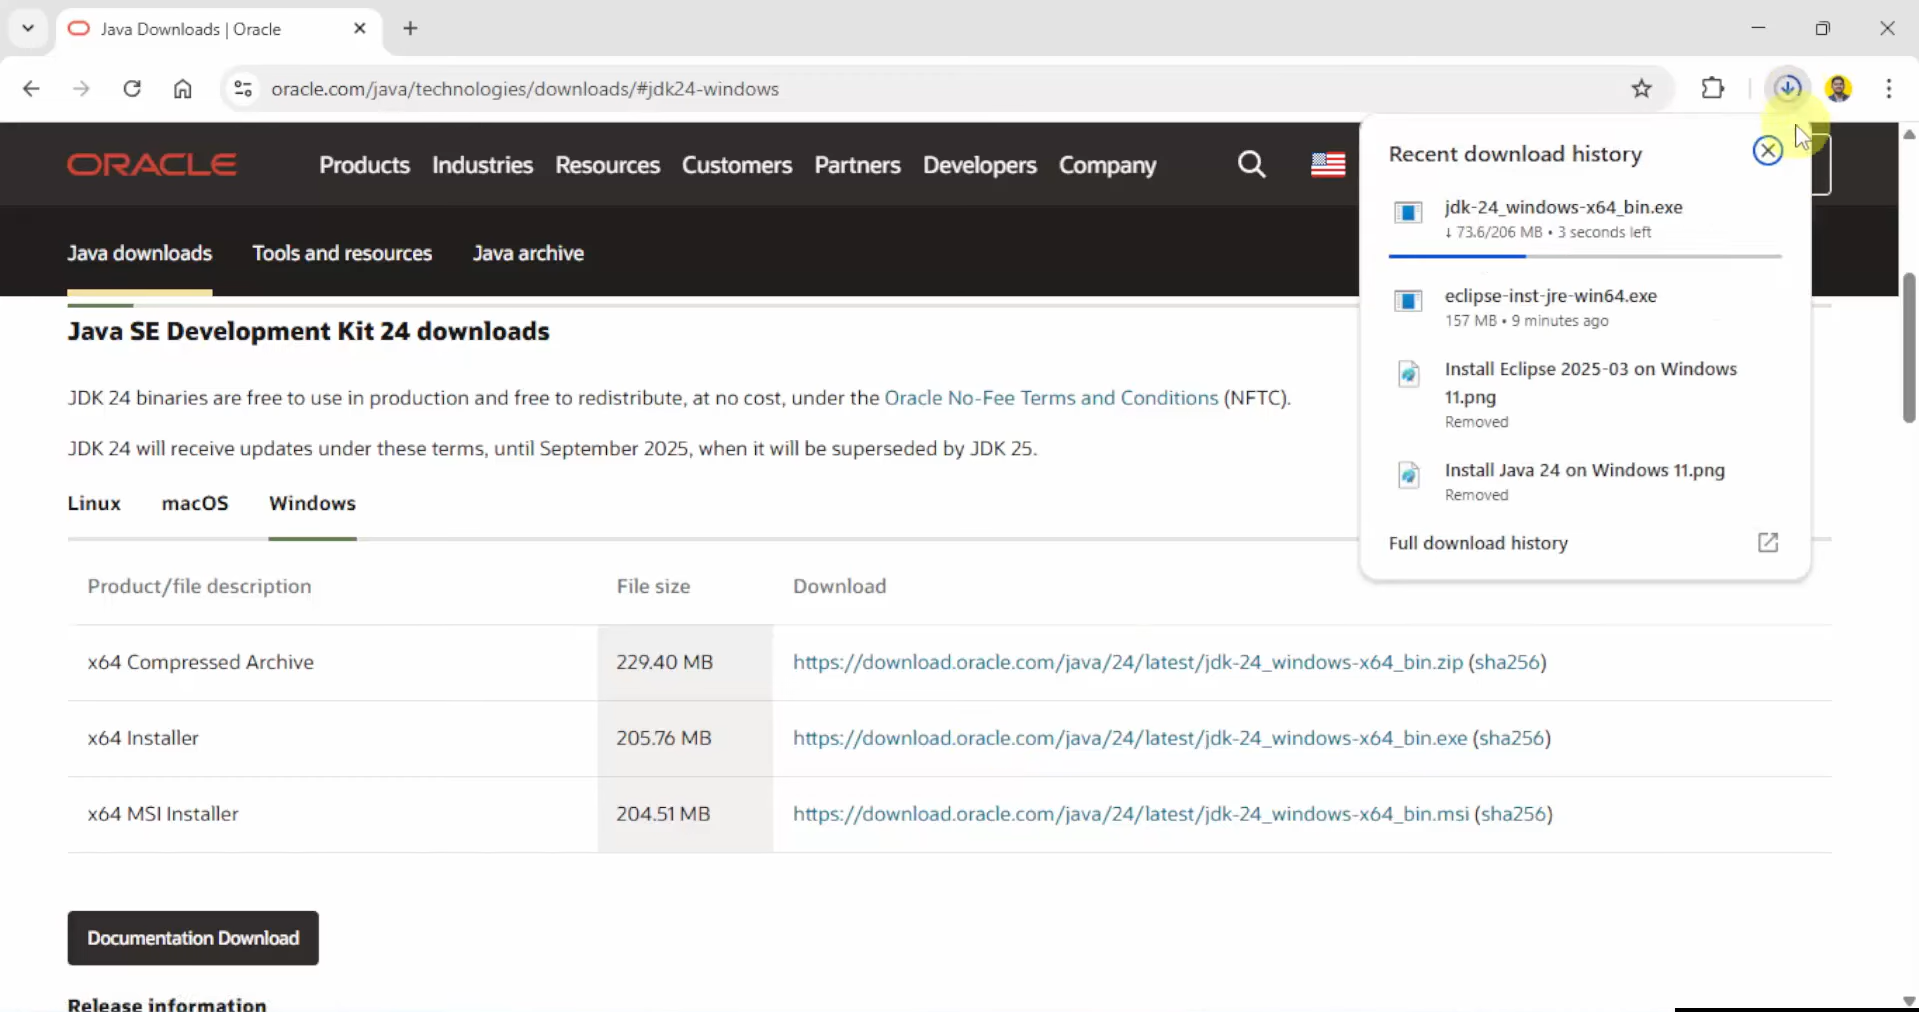 Java Downloads | Oracle
oracle.com/java/technologies/downloads/#jdk24-windows
ORACLE
Products Industries Resources Customers Partners Developers Company
Java downloads Tools and resources Java archive
Recent download history
jdk-24_windows-x64_bin.exe
↓ 73.6/206 MB • 3 seconds left
eclipse-inst-jre-win64.exe
157 MB • 9 minutes ago
Install Eclipse 2025-03 on Windows
11.png
Removed
Install Java 24 on Windows 11.png
Removed
Full download history
Java SE Development Kit 24 downloads
JDK 24 binaries are free to use in production and free to redistribute, at no cost, under the Oracle No-Fee Terms and Conditions (NFTC).
JDK 24 will receive updates under these terms, until September 2025, when it will be superseded by JDK 25.
Linux macOS Windows
Product/file description File size Download
x64 Compressed Archive 229.40 MB https://download.oracle.com/java/24/latest/jdk-24_windows-x64_bin.zip (sha256)
x64 Installer 205.76 MB https://download.oracle.com/java/24/latest/jdk-24_windows-x64_bin.exe (sha256)
x64 MSI Installer 204.51 MB https://download.oracle.com/java/24/latest/jdk-24_windows-x64_bin.msi (sha256)
Documentation Download
Release information